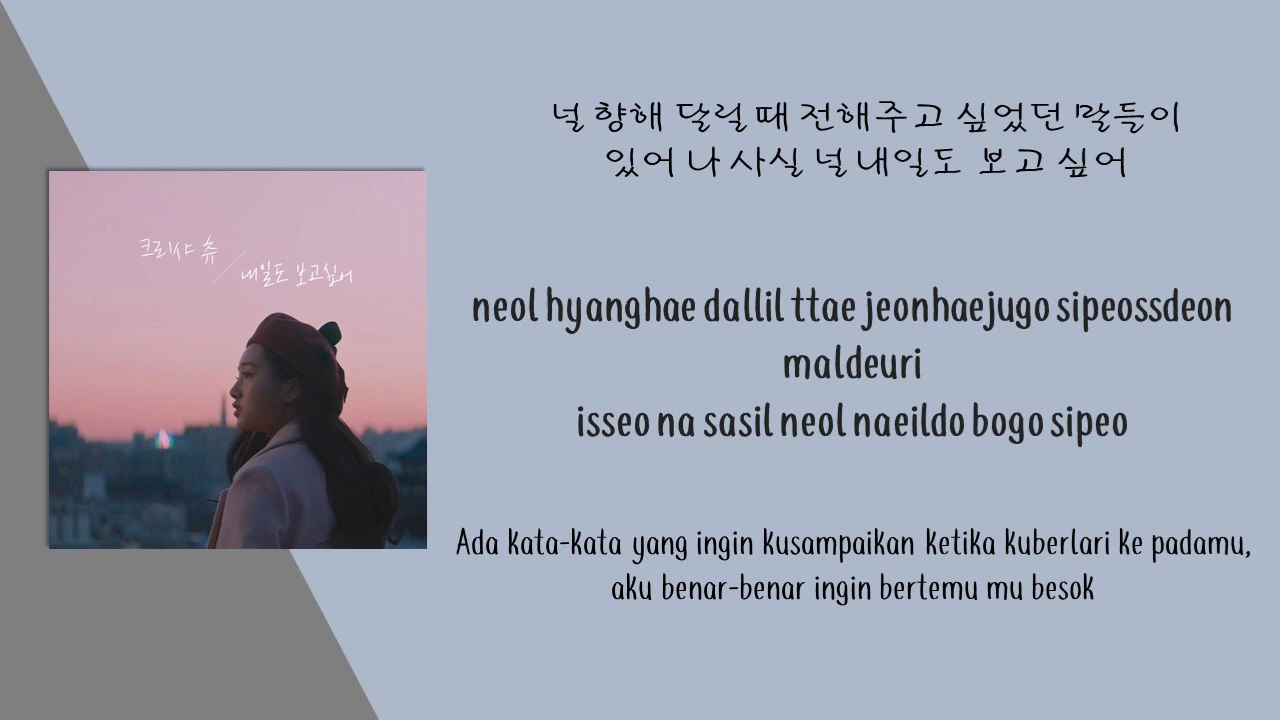 크리샤 츄
내일도 보고싶어
널 향해 달릴 때 전해주고 싶었던 말들이
있어 나 사실 널 내일도 보고 싶어
neol hyanghae dallil ttae jeonhaejugo sipeossdeon
maldeuri
isseo na sasil neol naeildo bogo sipeo
Ada kata-kata yang ingin kusampaikan ketika kuberlari ke padamu,
aku benar-benar ingin bertemu mu besok